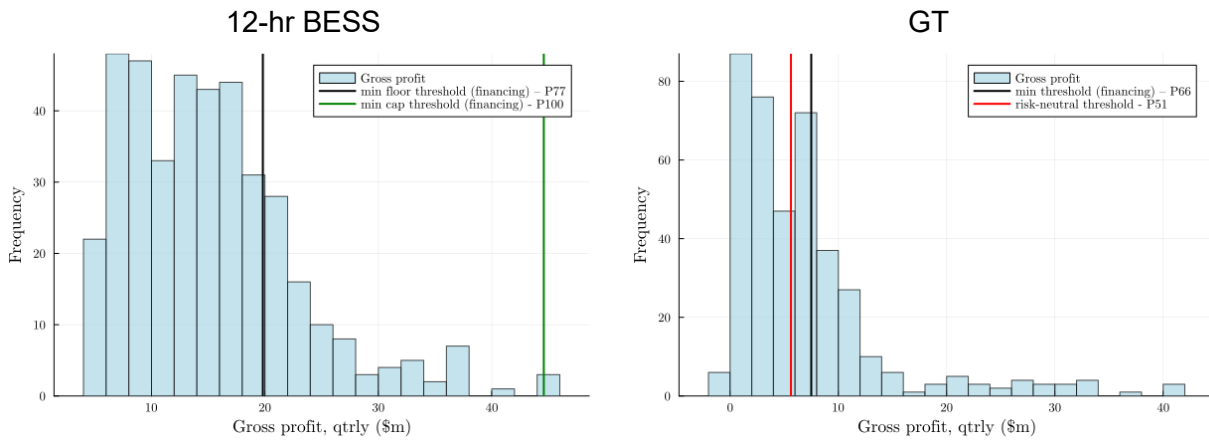 12-hr BESS
Gross profit
min floor threshold (financing) – P77
min cap threshold (financing) - P100
Frequency
40
30
20
10
0
10
20
30
40
Gross profit, qtrly ($m)
GT
Gross profit
min threshold (financing) – P66
risk-neutral threshold - P51
Frequency
80
60
40
20
0
0
10
20
30
40
Gross profit, qtrly ($m)